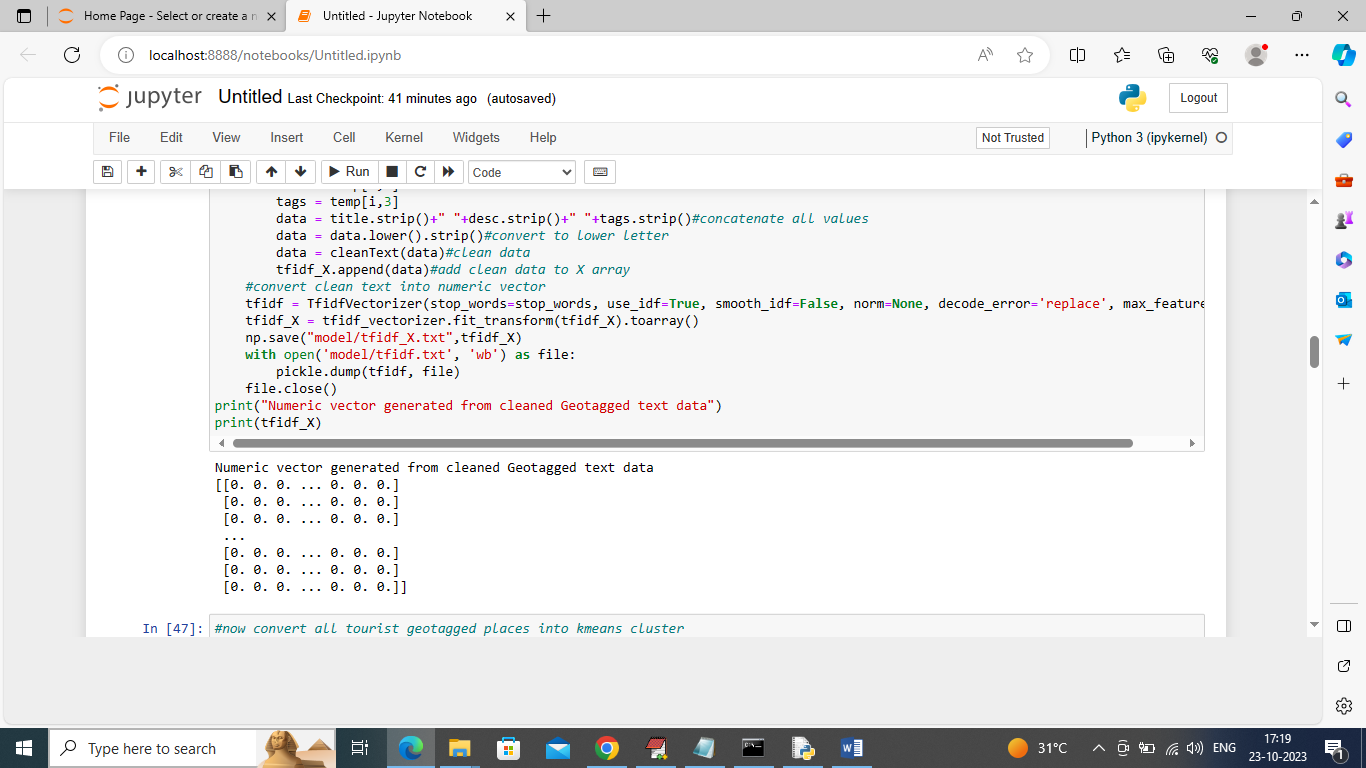 Home Page - Select or create a n
Untitled - Jupyter Notebook
localhost:8888/notebooks/Untitled.ipynb
jupyter Untitled Last Checkpoint: 41 minutes ago (autosaved)
Logout
File Edit View Insert Cell Kernel Widgets Help
Not Trusted Python 3 (ipykernel)
Run Code
tags = temp[i,3]
data = title.strip()+" "+desc.strip()+" "+tags.strip()#concatenate all values
data = data.lower().strip()#convert to lower letter
data = cleanText(data)#clean data
tfidf_X.append(data)#add clean data to X array
#convert clean text into numeric vector
tfidf = TfidfVectorizer(stop_words=stop_words, use_idf=True, smooth_idf=False, norm=None, decode_error='replace', max_feature
tfidf_X = tfidf_vectorizer.fit_transform(tfidf_X).toarray()
np.save("model/tfidf_X.txt",tfidf_X)
with open('model/tfidf.txt', 'wb') as file:
pickle.dump(tfidf, file)
file.close()
print("Numeric vector generated from cleaned Geotagged text data")
print(tfidf_X)
Numeric vector generated from cleaned Geotagged text data
[[0. 0. 0. ... 0. 0. 0.]
[0. 0. 0. ... 0. 0. 0.]
[0. 0. 0. ... 0. 0. 0.]
...
[0. 0. 0. ... 0. 0. 0.]
[0. 0. 0. ... 0. 0. 0.]
[0. 0. 0. ... 0. 0. 0.]]
In [47]: #now convert all tourist geotagged places into kmeans cluster
Type here to search
31°C
ENG
17:19
23-10-2023
1